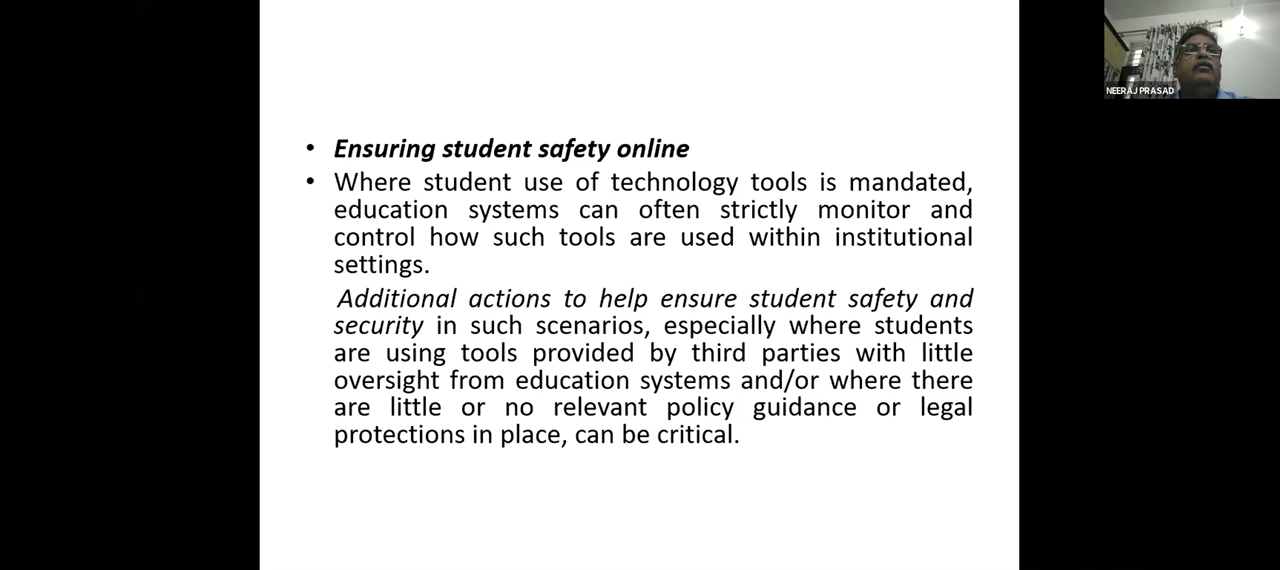 NEERAJ PRASAD
• Ensuring student safety online
• Where student use of technology tools is mandated,
education systems can often strictly monitor and
control how such tools are used within institutional
settings.
Additional actions to help ensure student safety and
security in such scenarios, especially where students
are using tools provided by third parties with little
oversight from education systems and/or where there
are little or no relevant policy guidance or legal
protections in place, can be critical.